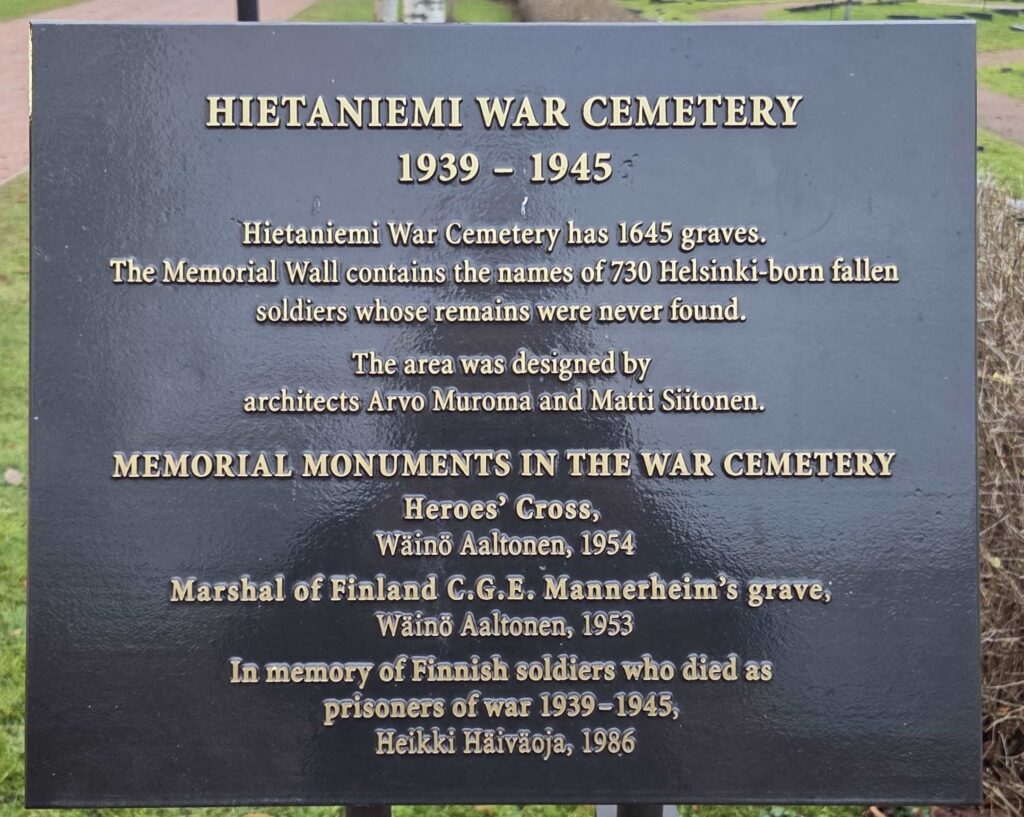 HIETANIEMI WAR CEMETERY
1939 – 1945
Hietaniemi War Cemetery has 1645 graves.
The Memorial Wall contains the names of 730 Helsinki-born fallen
soldiers whose remains were never found.
The area was designed by
architects Arvo Muroma and Matti Siitonen.
MEMORIAL MONUMENTS IN THE WAR CEMETERY
Heroes’ Cross,
Wäinö Aaltonen, 1954
Marshal of Finland C.G.E. Mannerheim’s grave,
Wäinö Aaltonen, 1953
In memory of Finnish soldiers who died as
prisoners of war 1939–1945,
Heikki Häiväoja, 1986